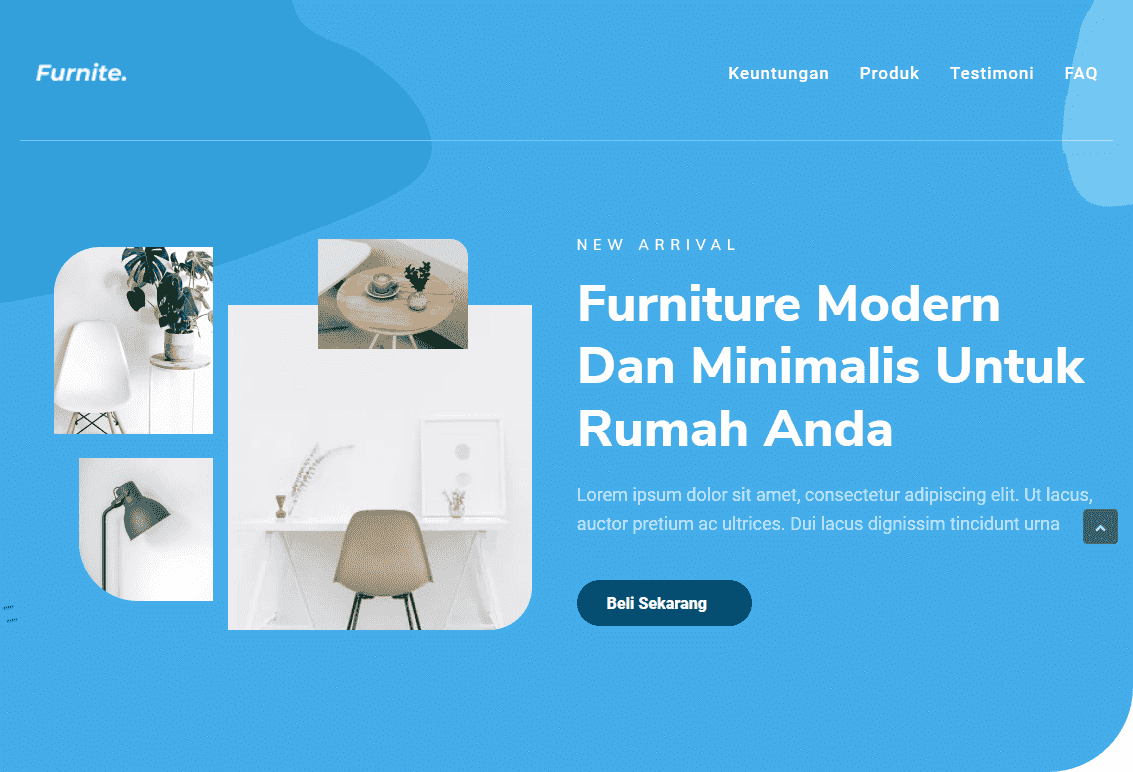 Furnite.
Keuntungan Produk Testimoni FAQ
NEW ARRIVAL
Furniture Modern
Dan Minimalis Untuk
Rumah Anda
Lorem ipsum dolor sit amet, consectetur adipiscing elit. Ut lacus,
auctor pretium ac ultrices. Dui lacus dignissim tincidunt urna
Beli Sekarang